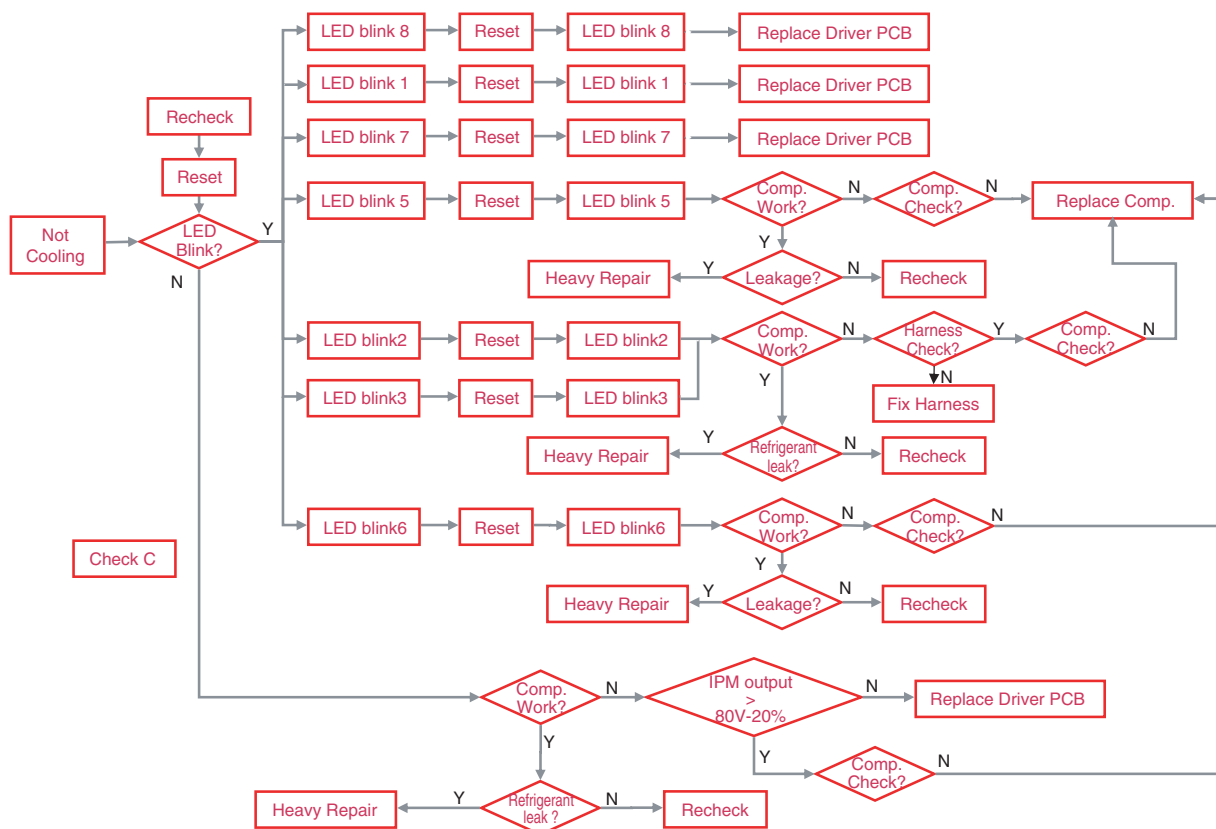 LED blink 8
Reset
LED blink 8
Replace Driver PCB
LED blink 1
Reset
LED blink 1
Replace Driver PCB
Recheck
LED blink 7
Reset
LED blink 7
Replace Driver PCB
Reset
LED blink 5
Reset
LED blink 5
Comp.
Work?
N
Comp.
Check?
N
Replace Comp.
Not
Cooling
LED
Blink?
Y
N
Y
Heavy Repair
Y
Leakage?
N
Recheck
LED blink2
Reset
LED blink2
Comp.
Work?
N
Harness
Check?
Y
Comp.
Check?
N
Y
N
LED blink3
Reset
LED blink3
Fix Harness
Heavy Repair
Y
Refrigerant
leak?
N
Recheck
LED blink6
Reset
LED blink6
Comp.
Work?
N
Comp.
Check?
N
Check C
Y
Heavy Repair
Y
Leakage?
N
Recheck
Comp.
Work?
N
IPM output
>
80V-20%
N
Replace Driver PCB
Y
Y
Comp.
Check?
N
Heavy Repair
Y
Refrigerant
leak ?
N
Recheck